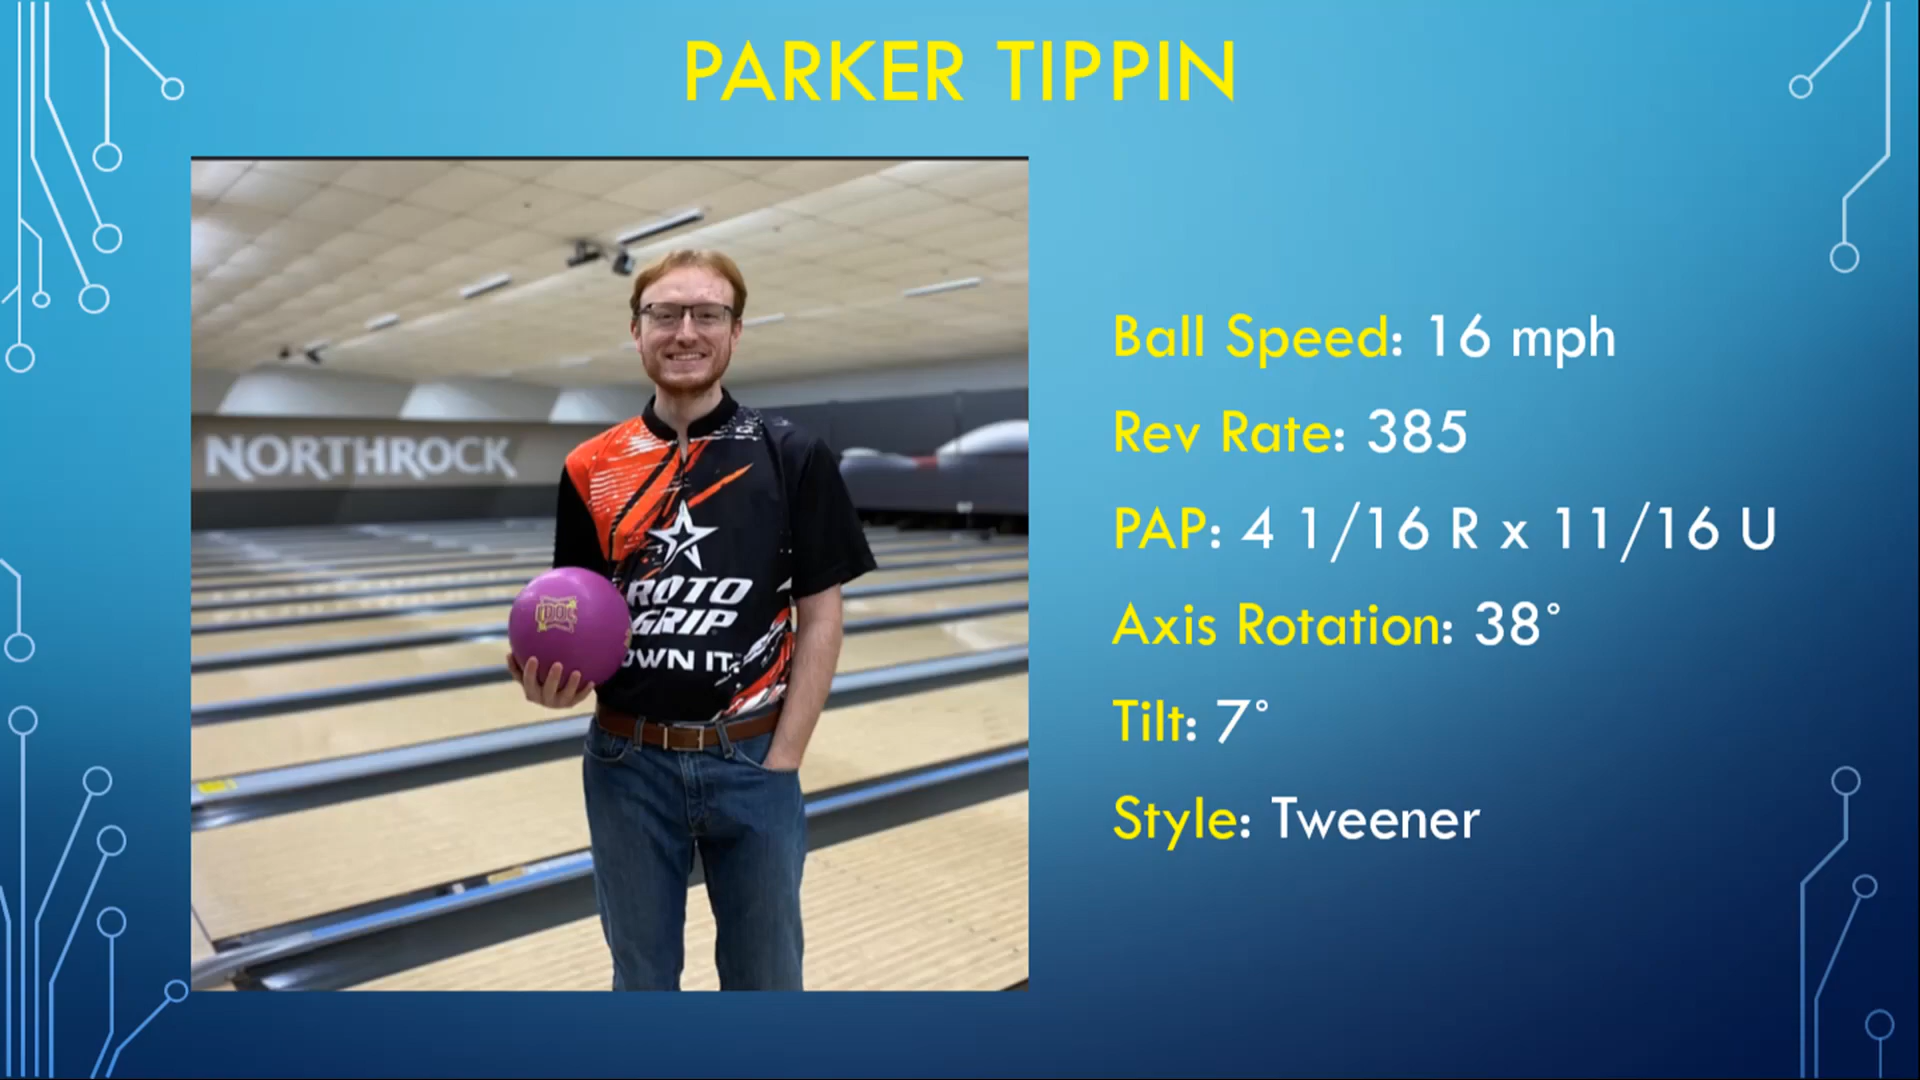 PARKER TIPPIN
NORTHROCK
ROTO
GRIP
OWN IT.
Ball Speed: 16 mph
Rev Rate: 385
PAP: 4 1/16 R x 11/16 U
Axis Rotation: 38°
Tilt: 7°
Style: Tweener